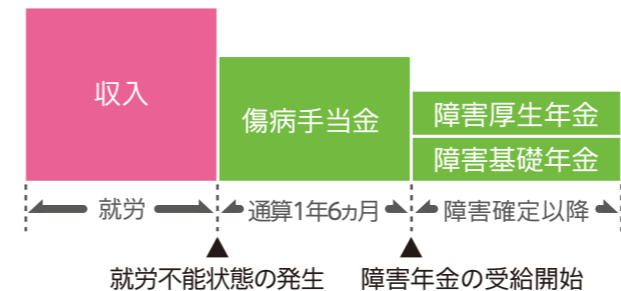 収入
傷病手当金
障害厚生年金
障害基礎年金
就労
通算1年6ヵ月
障害確定以降
就労不能状態の発生
障害年金の受給開始